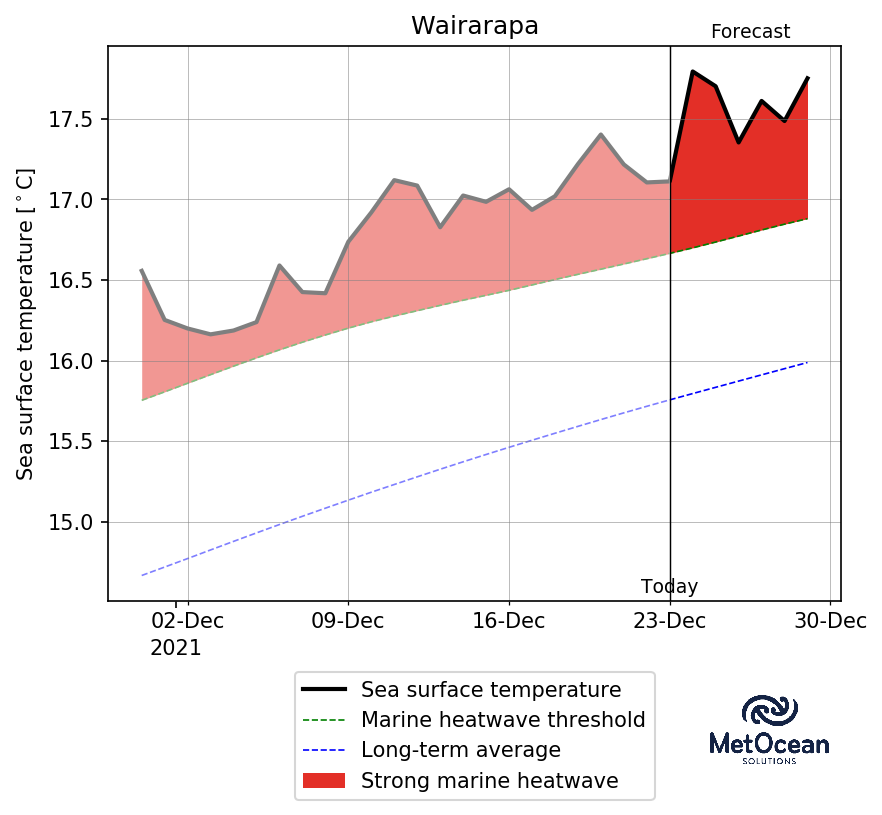 Wairarapa
Forecast
Sea surface temperature [°C]
17.5
17.0
16.5
16.0
15.5
15.0
Today
02-Dec
09-Dec
16-Dec
23-Dec
30-Dec
2021
Sea surface temperature
Marine heatwave threshold
Long-term average
Strong marine heatwave
MetOcean
SOLUTIONS